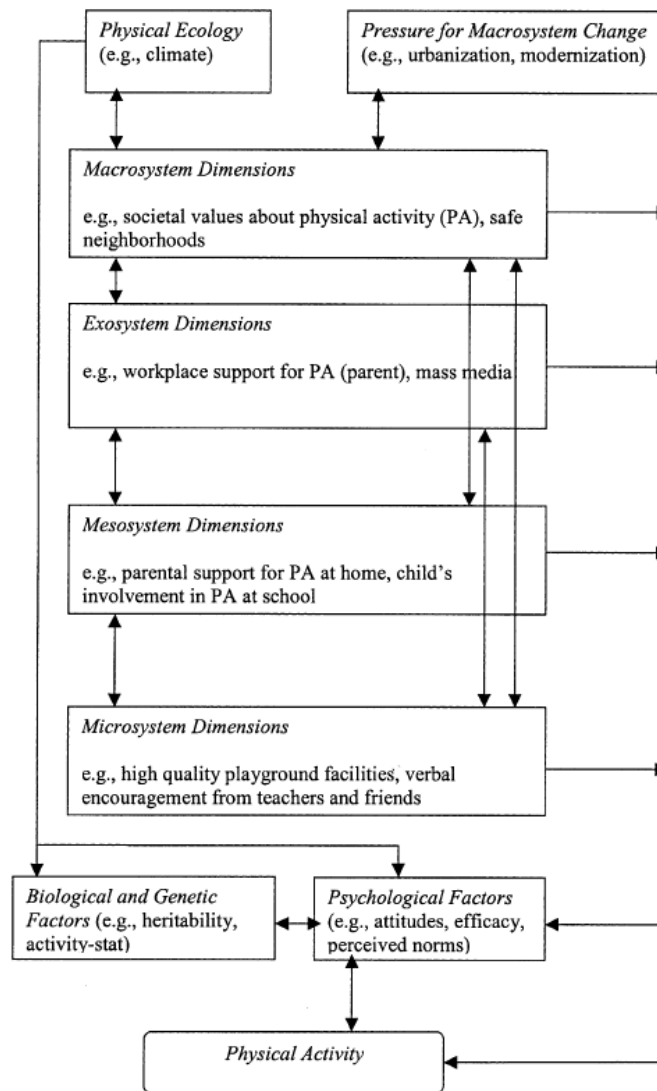 Physical Ecology
(e.g., climate)
Pressure for Macrosystem Change
(e.g., urbanization, modernization)
Macrosystem Dimensions
e.g., societal values about physical activity (PA), safe
neighborhoods
Exosystem Dimensions
e.g., workplace support for PA (parent), mass media
Mesosystem Dimensions
e.g., parental support for PA at home, child's
involvement in PA at school
Microsystem Dimensions
e.g., high quality playground facilities, verbal
encouragement from teachers and friends
Biological and Genetic
Factors (e.g., heritability,
activity-stat)
Psychological Factors
(e.g., attitudes, efficacy,
perceived norms)
Physical Activity